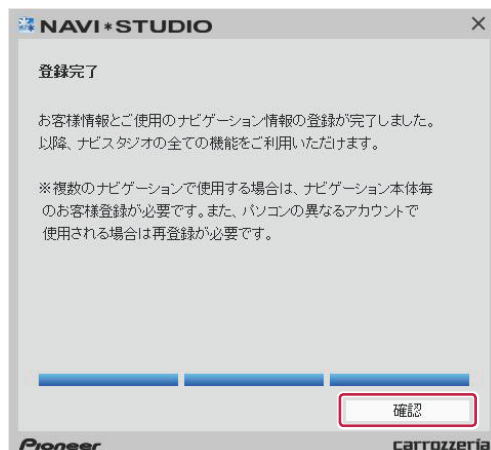 NAVI*STUDIO
登録完了
お客様情報とご使用のナビゲーション情報の登録が完了しました。
以降、ナビスタジオの全ての機能をご利用いただけます。
※複数のナビゲーションで使用する場合は、ナビゲーション本体毎
のお客様登録が必要です。また、パソコンの異なるアカウントで
使用される場合は再登録が必要です。
確認
Pioneer carrozzeria